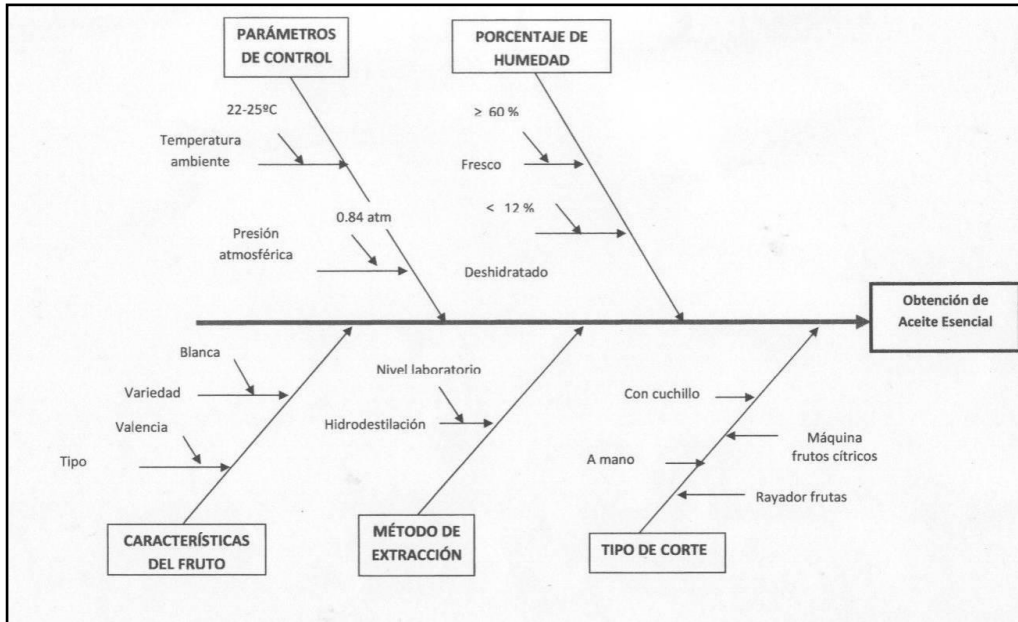 PARÁMETROS
DE CONTROL
PORCENTAJE DE
HUMEDAD
22-25ºC
Temperatura
ambiente
≥ 60 %
Fresco
0.84 atm
Presión
atmosférica
< 12 %
Deshidratado
Obtención de
Aceite Esencial
Blanca
Variedad
Valencia
Tipo
Nivel laboratorio
Hidrodestilación
Con cuchillo
Máquina
frutos cítricos
A mano
Rayador frutas
CARACTERÍSTICAS
DEL FRUTO
MÉTODO DE
EXTRACCIÓN
TIPO DE CORTE